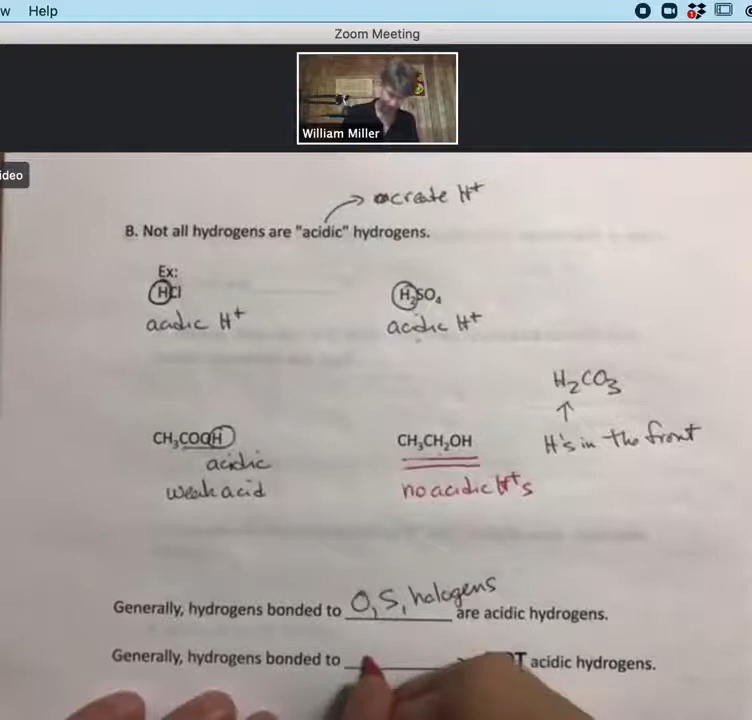 Help
Zoom Meeting
William Miller
ideo
create H+
B. Not all hydrogens are "acidic" hydrogens.
Ex:
HCl
H₂SO₄
acidic H+
acidic H+
H₂CO₃
↑
CH₃COOH
CH₃CH₂OH
H's in the front
acidic
weak acid
no acidic H+s
Generally, hydrogens bonded to O, S, halogens are acidic hydrogens.
Generally, hydrogens bonded to ________ T acidic hydrogens.